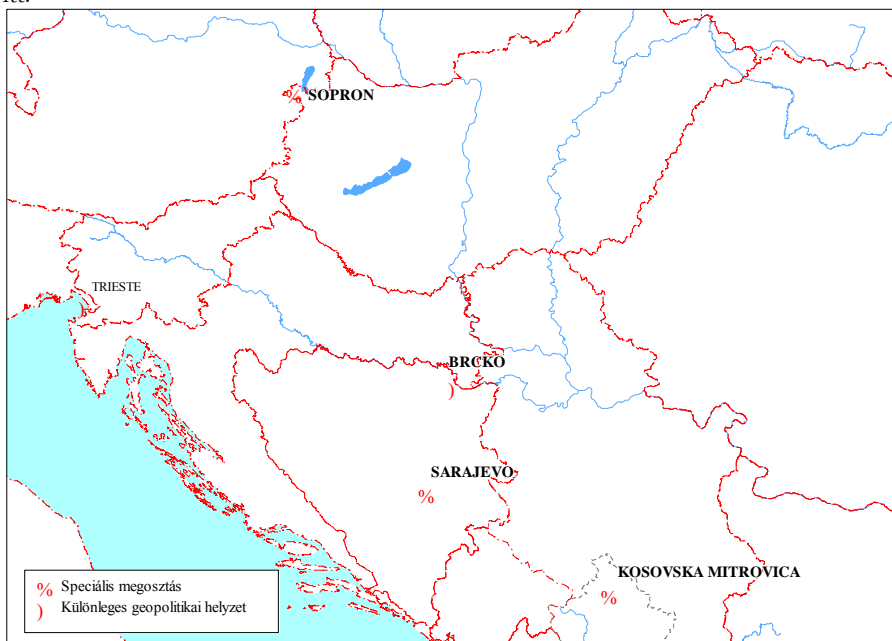 % SOPRON
TRIESTE
)
BRCKO
)
SARAJEVO
%
KOSOVSKA MITROVICA
%
% Speciális megosztás
) Különleges geopolitikai helyzet